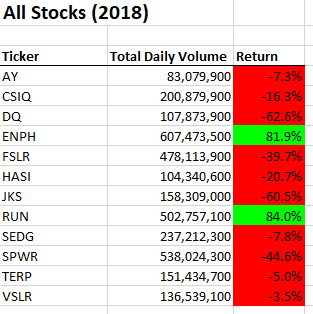 All Stocks (2018)
Ticker Total Daily Volume Return
AY 83,079,900 -7.3%
CSIQ 200,879,900 -16.3%
DQ 107,873,900 -62.6%
ENPH 607,473,500 81.9%
FSLR 478,113,900 -39.7%
HASI 104,340,600 -20.7%
JKS 158,309,000 -60.5%
RUN 502,757,100 84.0%
SEDG 237,212,300 -7.8%
SPWR 538,024,300 -44.6%
TERP 151,434,700 -5.0%
VSLR 136,539,100 -3.5%